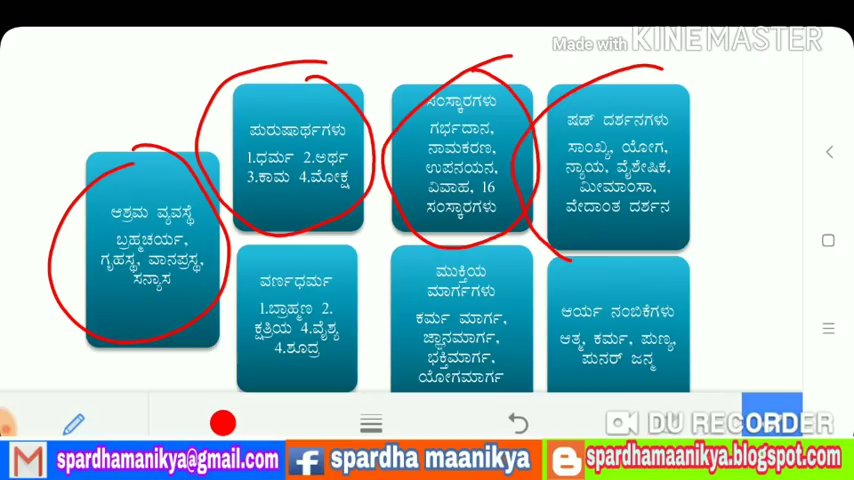 Made with KINEMASTER
ಆಶ್ರಮ ವ್ಯವಸ್ಥೆ
ಬ್ರಹ್ಮಚರ್ಯ,
ಗೃಹಸ್ಥ, ವಾನಪ್ರಸ್ಥ,
ಸನ್ಯಾಸ
ಪುರುಷಾರ್ಥಗಳು
1.ಧರ್ಮ 2.ಅರ್ಥ
3.ಕಾಮ 4.ಮೋಕ್ಷ
ಸಂಸ್ಕಾರಗಳು
ಗರ್ಭದಾನ,
ನಾಮಕರಣ,
ಉಪನಯನ,
ವಿವಾಹ, 16
ಸಂಸ್ಕಾರಗಳು
ಷಡ್ ದರ್ಶನಗಳು
ಸಾಂಖ್ಯ, ಯೋಗ,
ನ್ಯಾಯ, ವೈಶೇಷಿಕ,
ಮೀಮಾಂಸಾ,
ವೇದಾಂತ ದರ್ಶನ
ವರ್ಣಧರ್ಮ
1.ಬ್ರಾಹ್ಮಣ 2.
ಕ್ಷತ್ರಿಯ 4.ವೈಶ್ಯ
4.ಶೂದ್ರ
ಮುಕ್ತಿಯ
ಮಾರ್ಗಗಳು
ಕರ್ಮ ಮಾರ್ಗ,
ಜ್ಞಾನಮಾರ್ಗ,
ಭಕ್ತಿಮಾರ್ಗ,
ಯೋಗಮಾರ್ಗ
ಆರ್ಯ ನಂಬಿಕೆಗಳು
ಆತ್ಮ, ಕರ್ಮ, ಪುಣ್ಯ,
ಪುನರ್ ಜನ್ಮ
DU RECORDER
spardhamanikya@gmail.com
spardha maanikya
spardhamaanikya.blogspot.com